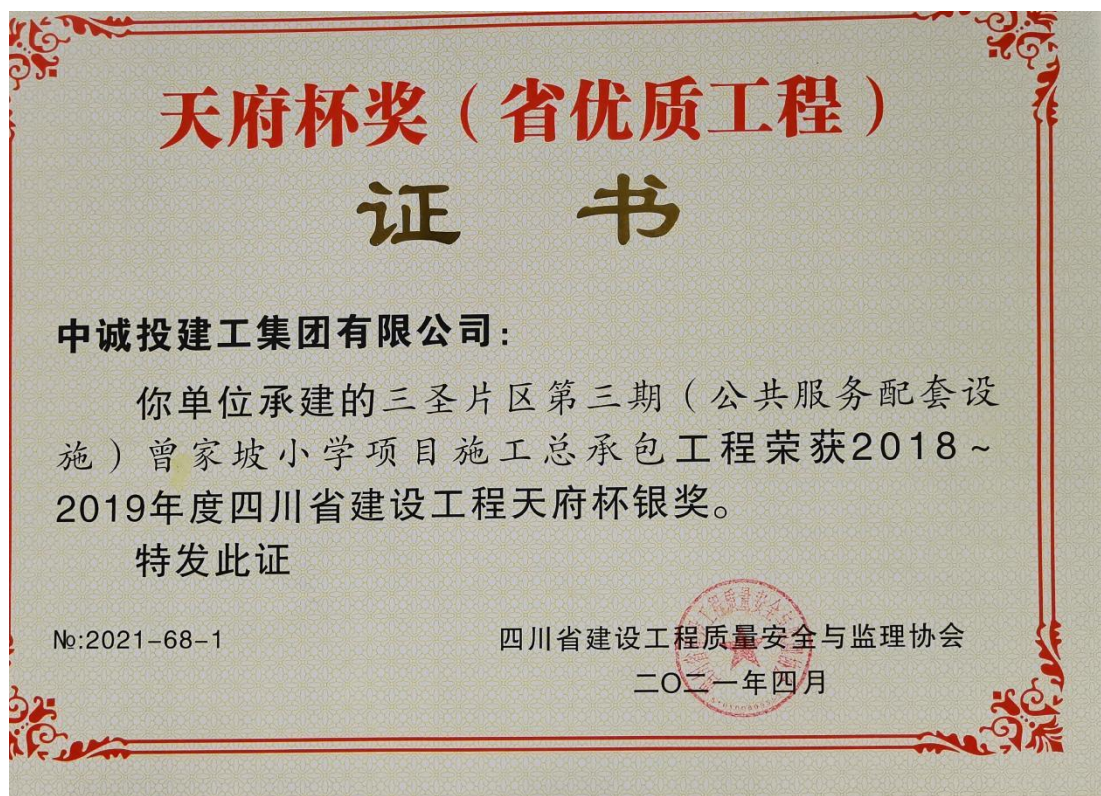 天府杯奖（省优质工程）
证 书
中诚投建工集团有限公司：
你单位承建的三圣片区第三期（公共服务配套设
施）曾家坡小学项目施工总承包工程荣获2018～
2019年度四川省建设工程天府杯银奖。
特发此证
№:2021-68-1
四川省建设工程质量安全与监理协会
二〇二一年四月